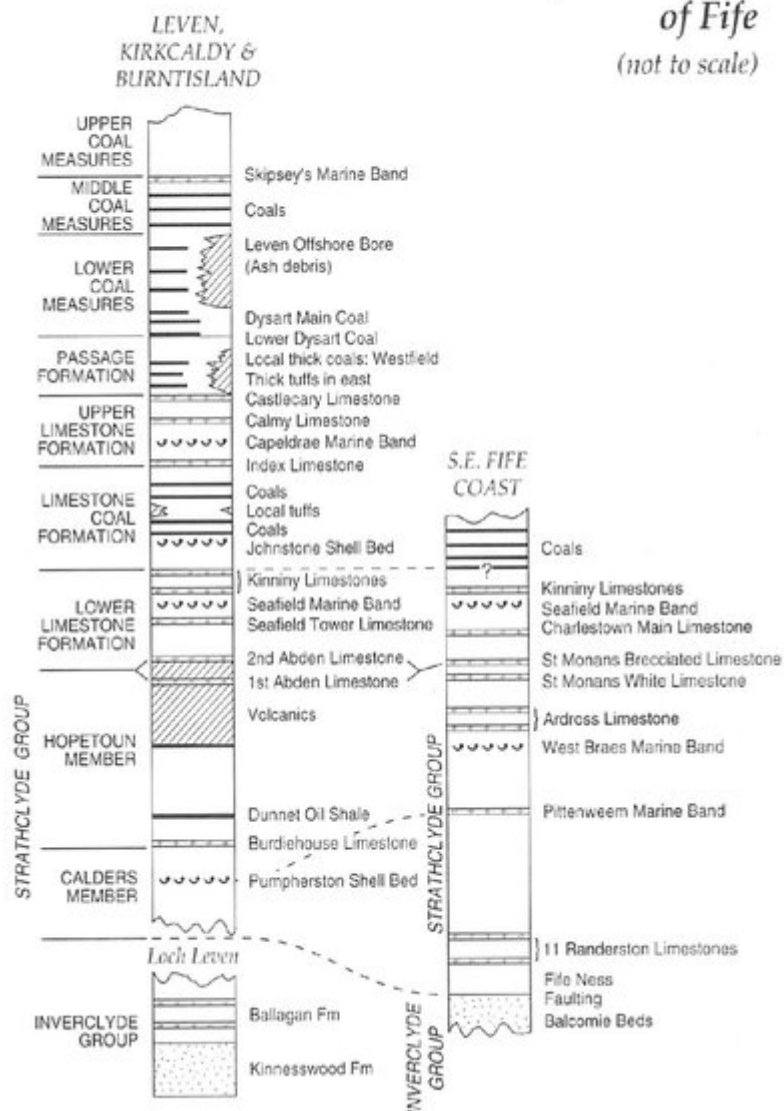 of Fife
(not to scale)
LEVEN,
KIRKCALDY &
BURNTISLAND
UPPER
COAL
MEASURES
MIDDLE
COAL
MEASURES
LOWER
COAL
MEASURES
PASSAGE
FORMATION
UPPER
LIMESTONE
FORMATION
LIMESTONE
COAL
FORMATION
LOWER
LIMESTONE
FORMATION
HOPETOUN
MEMBER
CALDERS
MEMBER
STRATHCLYDE GROUP
INVERCLYDE
GROUP
Skipsey's Marine Band
Coals
Leven Offshore Bore
(Ash debris)
Dysart Main Coal
Lower Dysart Coal
Local thick coals: Westfield
Thick tuffs in east
Castlecary Limestone
Calmy Limestone
Capeldrae Marine Band
Index Limestone
Coals
Local tuffs
Coals
Johnstone Shell Bed
Kinniny Limestones
Seafield Marine Band
Seafield Tower Limestone
2nd Abden Limestone
1st Abden Limestone
Volcanics
Dunnet Oil Shale
Burdiehouse Limestone
Pumpherston Shell Bed
Loch Leven
Ballagan Fm
Kinnesswood Fm
S.E. FIFE
COAST
Coals
?
Kinniny Limestones
Seafield Marine Band
Charlestown Main Limestone
St Monans Brecciated Limestone
St Monans White Limestone
Ardross Limestone
West Braes Marine Band
Pittenweem Marine Band
11 Randerston Limestones
Fife Ness
Faulting
Balcomie Beds
STRATHCLYDE GROUP
INVERCLYDE
GROUP